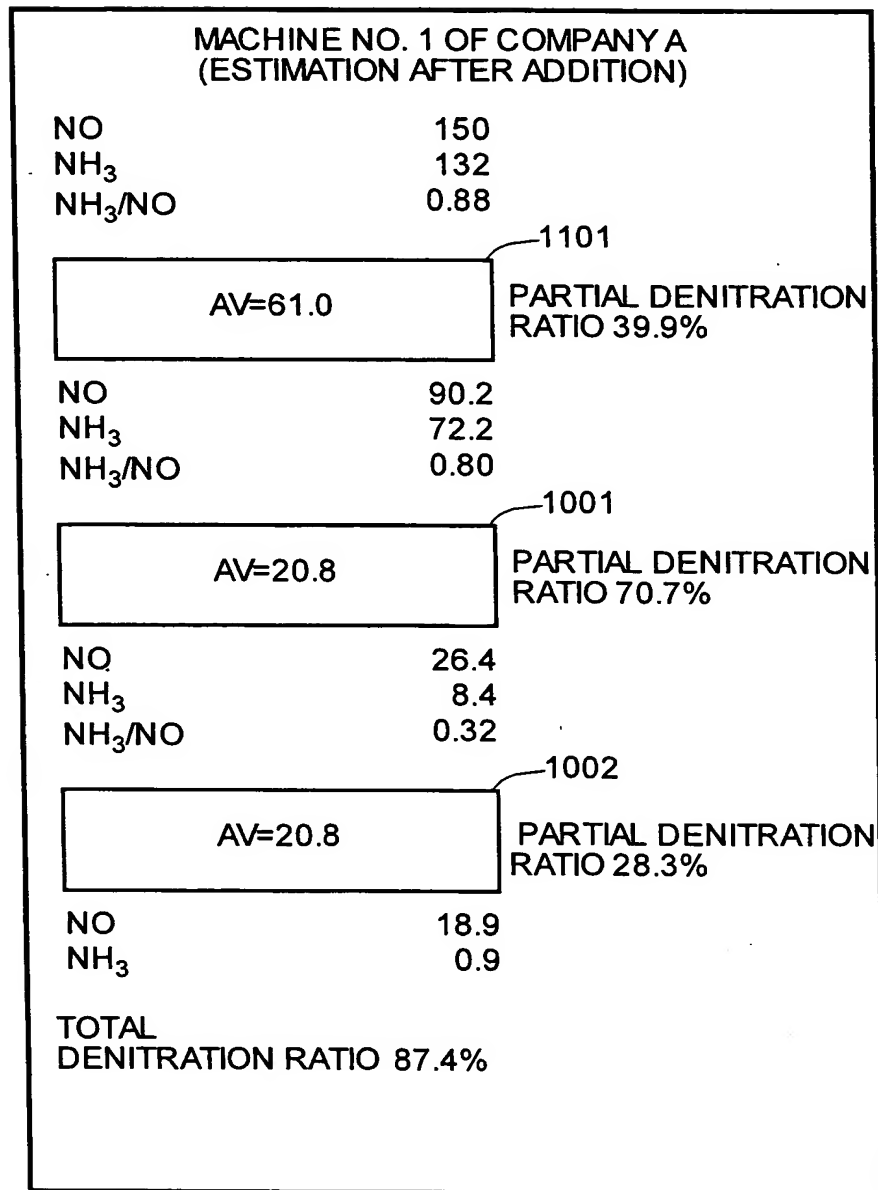 MACHINE NO. 1 OF COMPANY A
(ESTIMATION AFTER ADDITION)
NO 150
NH₃ 132
NH₃/NO 0.88
1101
AV=61.0
PARTIAL DENITRATION
RATIO 39.9%
NO 90.2
NH₃ 72.2
NH₃/NO 0.80
1001
AV=20.8
PARTIAL DENITRATION
RATIO 70.7%
NO 26.4
NH₃ 8.4
NH₃/NO 0.32
1002
AV=20.8
PARTIAL DENITRATION
RATIO 28.3%
NO 18.9
NH₃ 0.9
TOTAL
DENITRATION RATIO 87.4%